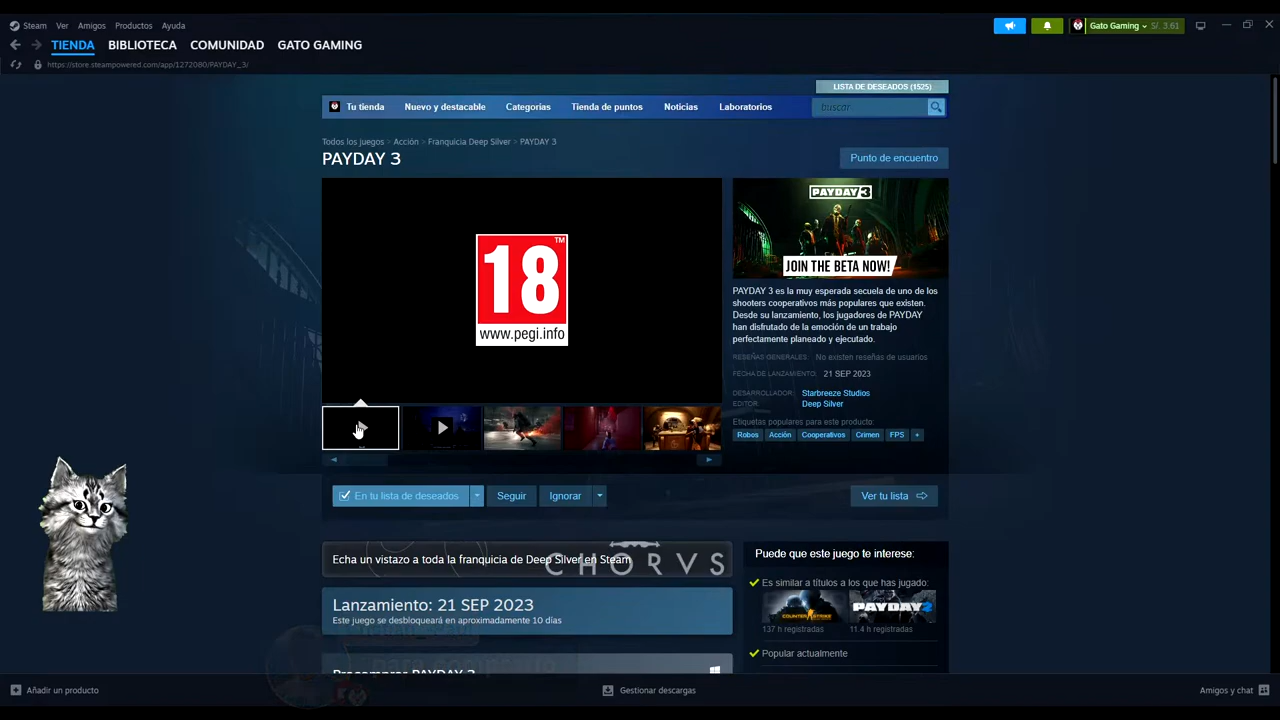 Steam Ver Amigos Productos Ayuda
Gato Gaming S/. 3.61
TIENDA BIBLIOTECA COMUNIDAD GATO GAMING
https://store.steampowered.com/app/1272080/PAYDAY_3/
LISTA DE DESEADOS (1525)
Tu tienda Nuevo y destacable Categorías Tienda de puntos Noticias Laboratorios buscar
Todos los juegos > Acción > Franquicia Deep Silver > PAYDAY 3
PAYDAY 3
Punto de encuentro
18™
www.pegi.info
PAYDAY 3
JOIN THE BETA NOW!
PAYDAY 3 es la muy esperada secuela de uno de los
shooters cooperativos más populares que existen.
Desde su lanzamiento, los jugadores de PAYDAY
han disfrutado de la emoción de un trabajo
perfectamente planeado y ejecutado.
RESEÑAS GENERALES: No existen reseñas de usuarios
FECHA DE LANZAMIENTO: 21 SEP 2023
DESARROLLADOR: Starbreeze Studios
EDITOR: Deep Silver
Etiquetas populares para este producto:
Robos Acción Cooperativos Crimen FPS +
En tu lista de deseados Seguir Ignorar Ver tu lista
Echa un vistazo a toda la franquicia de Deep Silver en Steam
CHORVS
Lanzamiento: 21 SEP 2023
Este juego se desbloqueará en aproximadamente 10 días
Precomprar PAYDAY 3
Puede que este juego te interese:
Es similar a títulos a los que has jugado:
COUNTER STRIKE
PAYDAY 2
137 h registradas 11.4 h registradas
Popular actualmente
Añadir un producto Gestionar descargas Amigos y chat